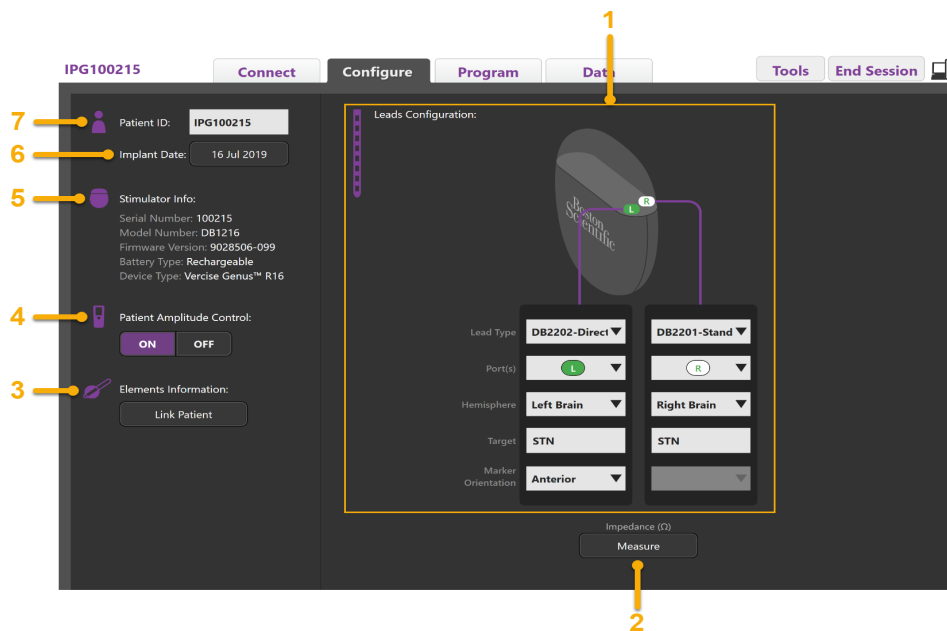 1
IPG100215
Connect
Configure
Program
Data
Tools
End Session
7
Patient ID:
IPG100215
6
Implant Date:
16 Jul 2019
5
Stimulator Info:
Serial Number: 100215
Model Number: DB1216
Firmware Version: 9028506-099
Battery Type: Rechargeable
Device Type: Vercise Genus™ R16
4
Patient Amplitude Control:
ON
OFF
3
Elements Information:
Link Patient
Leads Configuration:
L
R
Boston
Scientific
Lead Type
DB2202-Direct
DB2201-Stand
Port(s)
L
R
Hemisphere
Left Brain
Right Brain
Target
STN
STN
Marker
Orientation
Anterior
Impedance (Ω)
Measure
2